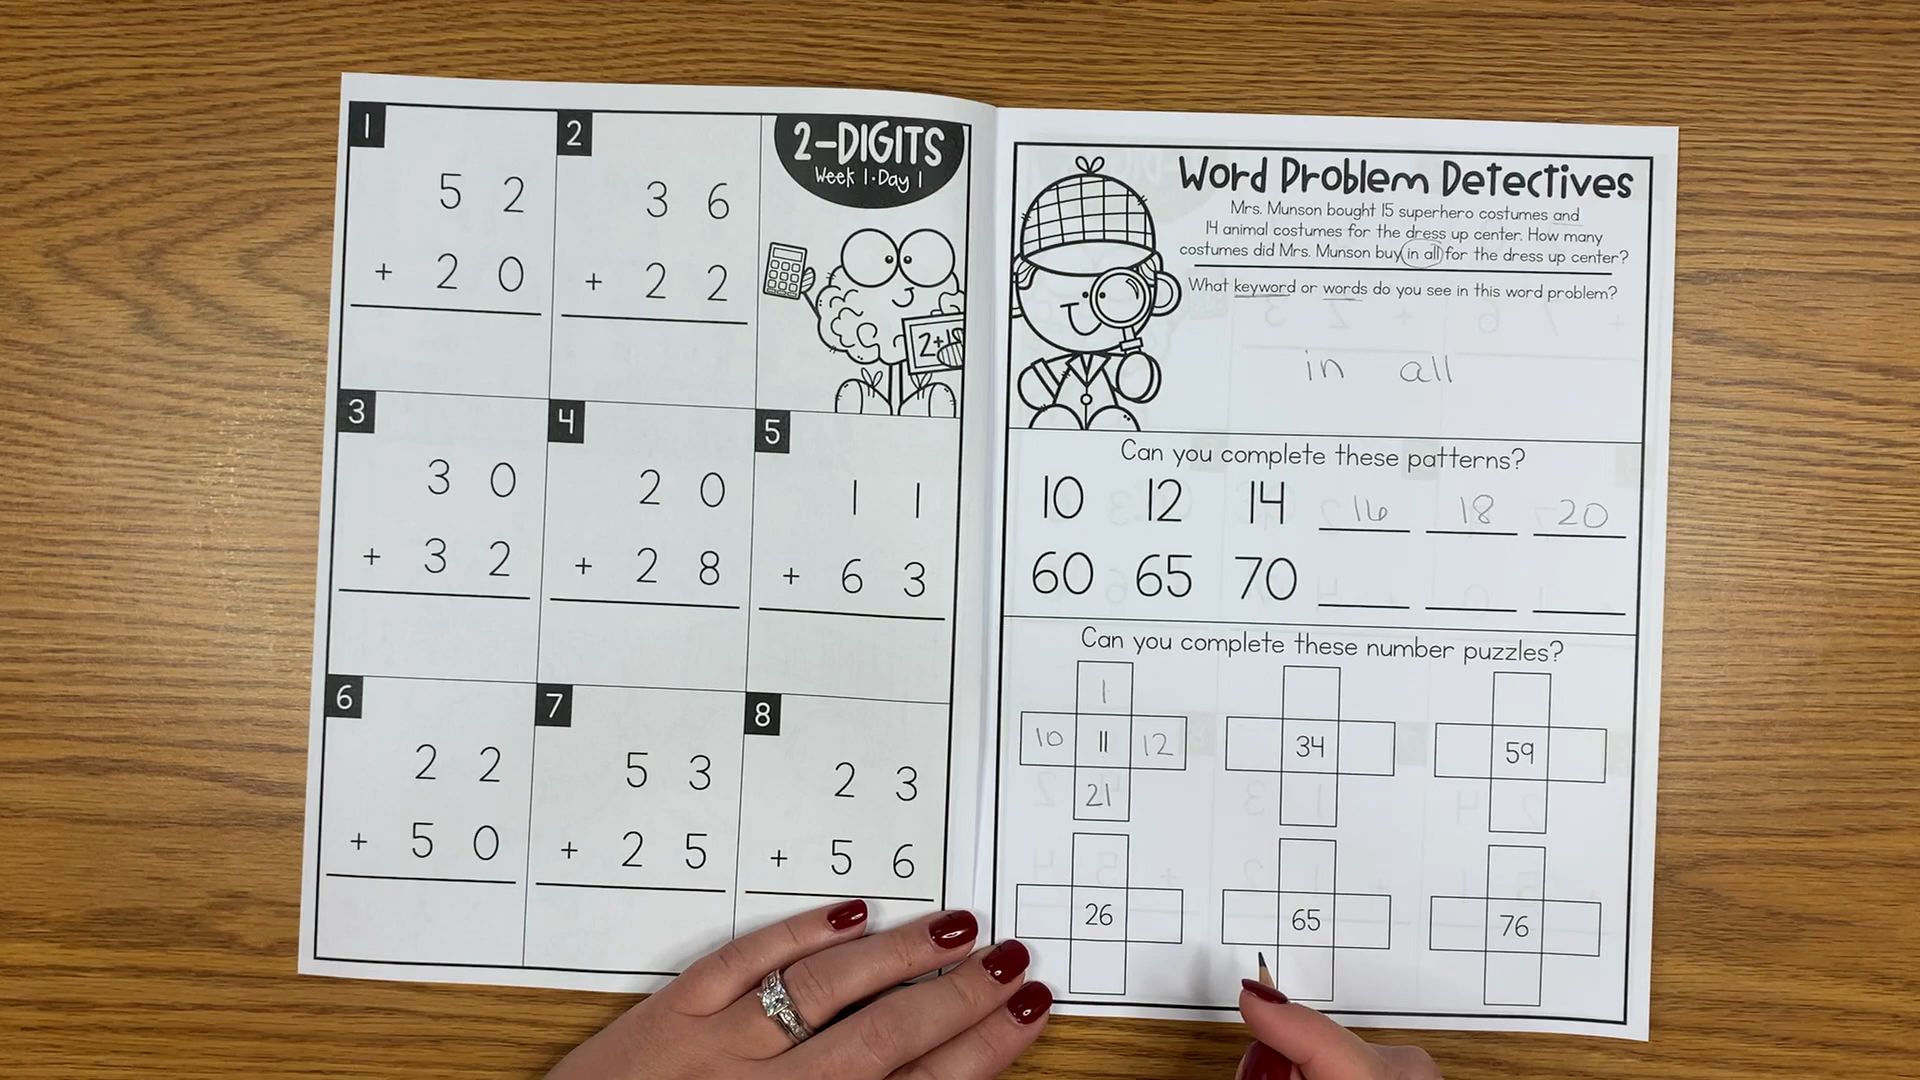 1
5 2
+ 2 0
2
3 6
+ 2 2
2-DIGITS
Week 1•Day 1
3
3 0
+ 3 2
4
2 0
+ 2 8
5
1 1
+ 6 3
6
2 2
+ 5 0
7
5 3
+ 2 5
8
2 3
+ 5 6
Word Problem Detectives
Mrs. Munson bought 15 superhero costumes and
14 animal costumes for the dress up center. How many
costumes did Mrs. Munson buy in all for the dress up center?
What keyword or words do you see in this word problem?
in all
Can you complete these patterns?
10 12 14 16 18 20
60 65 70
Can you complete these number puzzles?
1
10 11 12
21
34
59
26
65
76